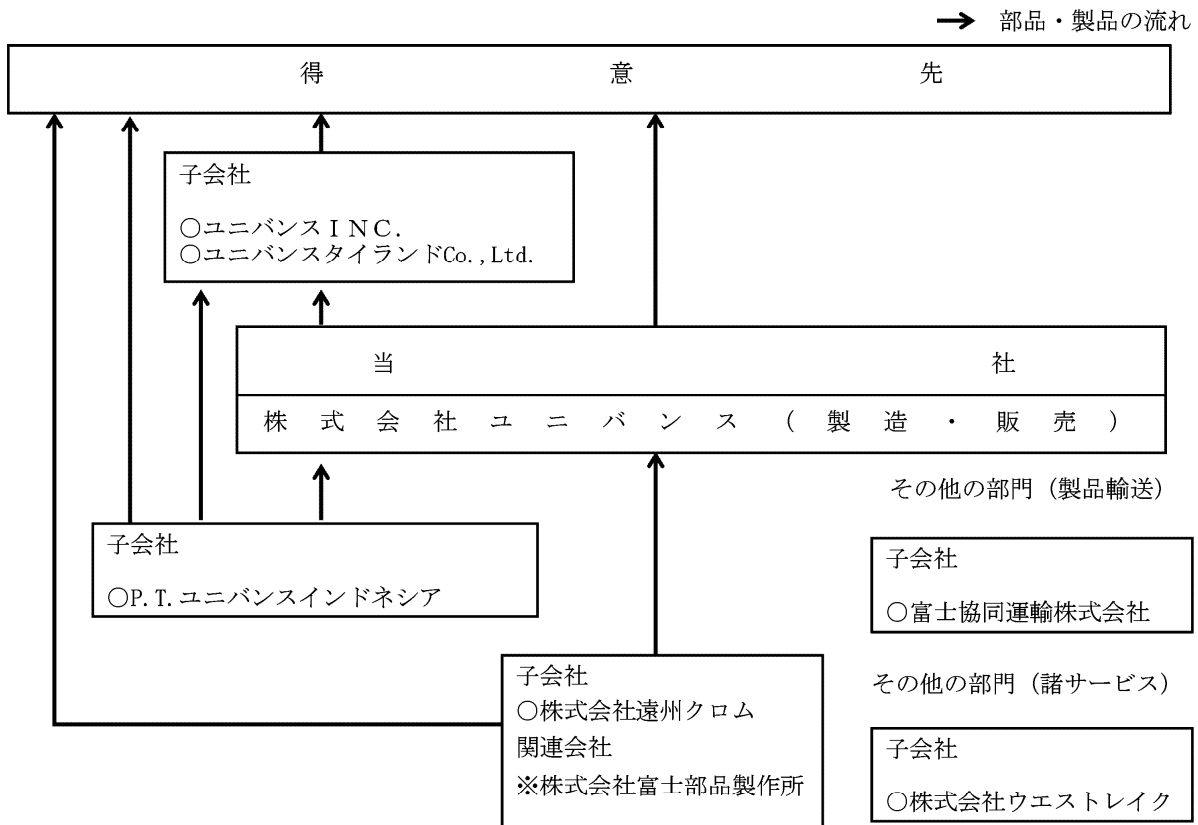 → 部品・製品の流れ
得意先
子会社
○ユニバンスＩＮＣ.
○ユニバンスタイランドCo.,Ltd.
当社
株式会社ユニバンス(製造・販売)
その他の部門（製品輸送）
子会社
○P.T.ユニバンスインドネシア
子会社
○富士協同運輸株式会社
子会社
○株式会社遠州クロム
関連会社
※株式会社富士部品製作所
その他の部門（諸サービス）
子会社
○株式会社ウエストレイク